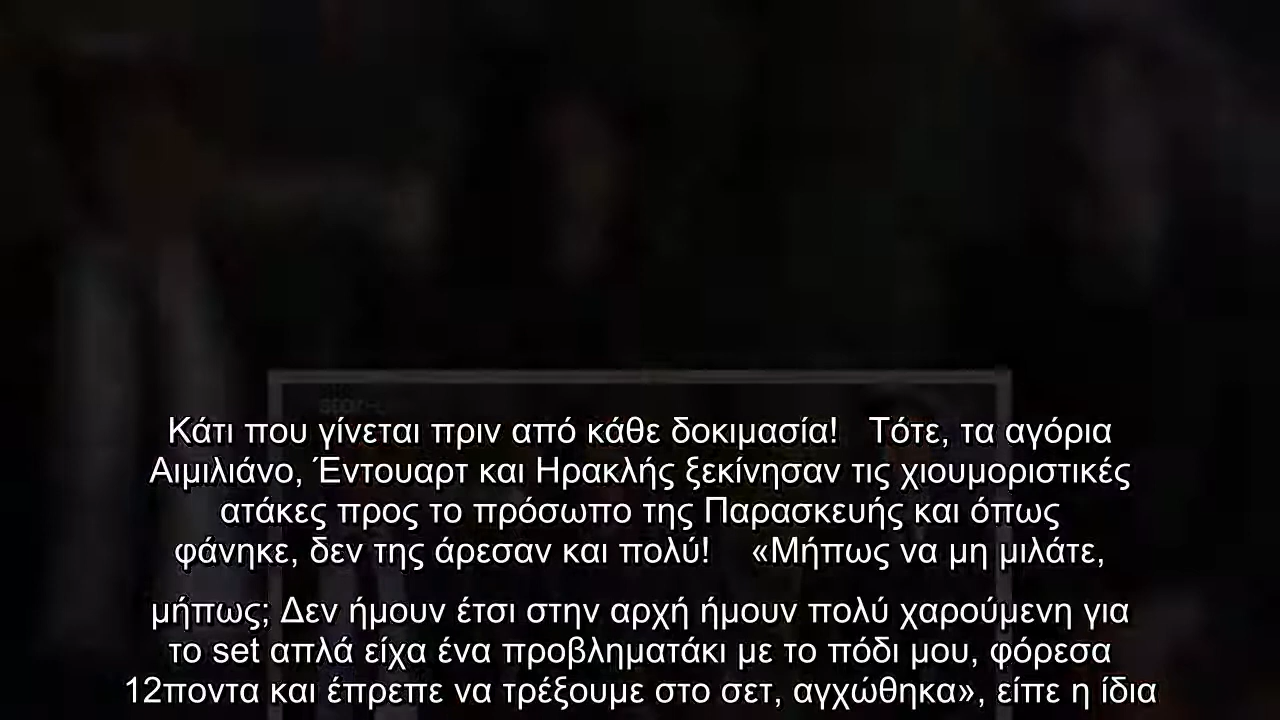 Κάτι που γίνεται πριν από κάθε δοκιμασία! Τότε, τα αγόρια
Αιμιλιάνο, Έντουαρτ και Ηρακλής ξεκίνησαν τις χιουμοριστικές
ατάκες προς το πρόσωπο της Παρασκευής και όπως
φάνηκε, δεν της άρεσαν και πολύ! «Μήπως να μη μιλάτε,
μήπως; Δεν ήμουν έτσι στην αρχή ήμουν πολύ χαρούμενη για
το set απλά είχα ένα προβληματάκι με το πόδι μου, φόρεσα
12ποντα και έπρεπε να τρέξουμε στο σετ, αγχώθηκα», είπε η ίδια